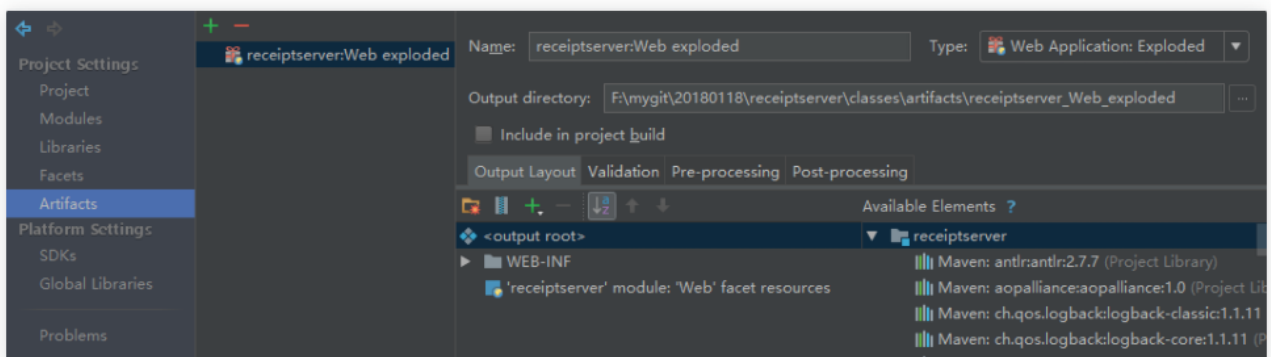 Project Settings
Project
Modules
Libraries
Facets
Artifacts
Platform Settings
SDKs
Global Libraries
Problems
receiptserver:Web exploded
Name: receiptserver:Web exploded Type: Web Application: Exploded
Output directory: F:\mygit\20180118\receiptserver\classes\artifacts\receiptserver_Web_exploded ...
Include in project build
Output Layout Validation Pre-processing Post-processing
Available Elements ?
<output root>
WEB-INF
'receiptserver' module: 'Web' facet resources
receiptserver
Maven: antlr:antlr:2.7.7 (Project Library)
Maven: aopalliance:aopalliance:1.0 (Project Lib
Maven: ch.qos.logback:logback-classic:1.1.11
Maven: ch.qos.logback:logback-core:1.1.11 (P